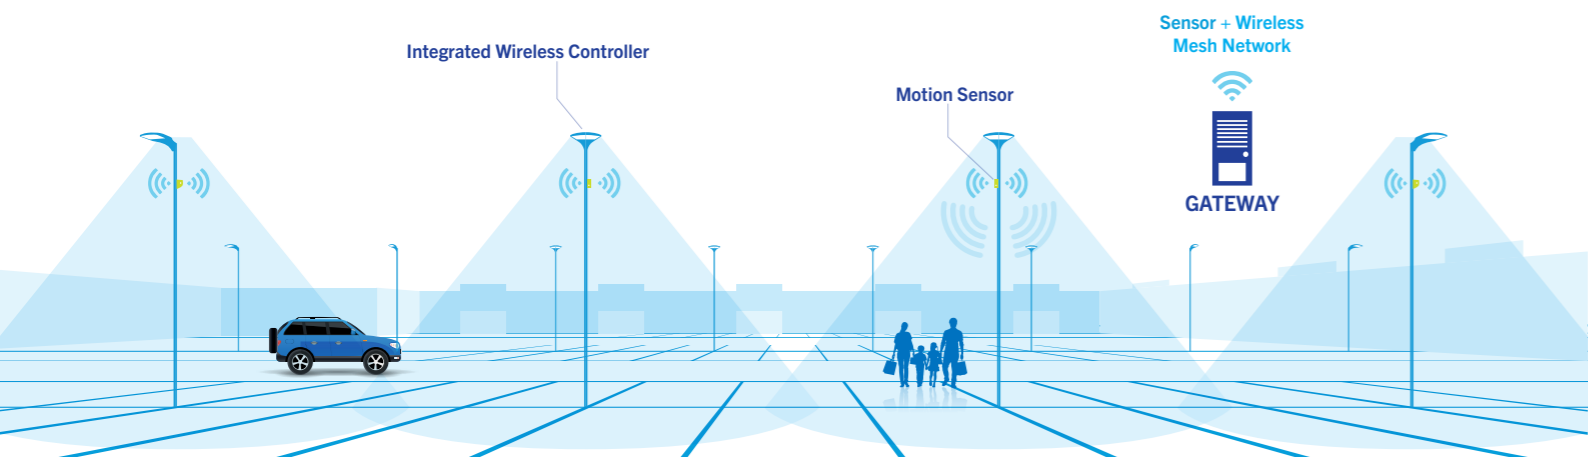 Integrated Wireless Controller
Motion Sensor
Sensor + Wireless
Mesh Network
GATEWAY